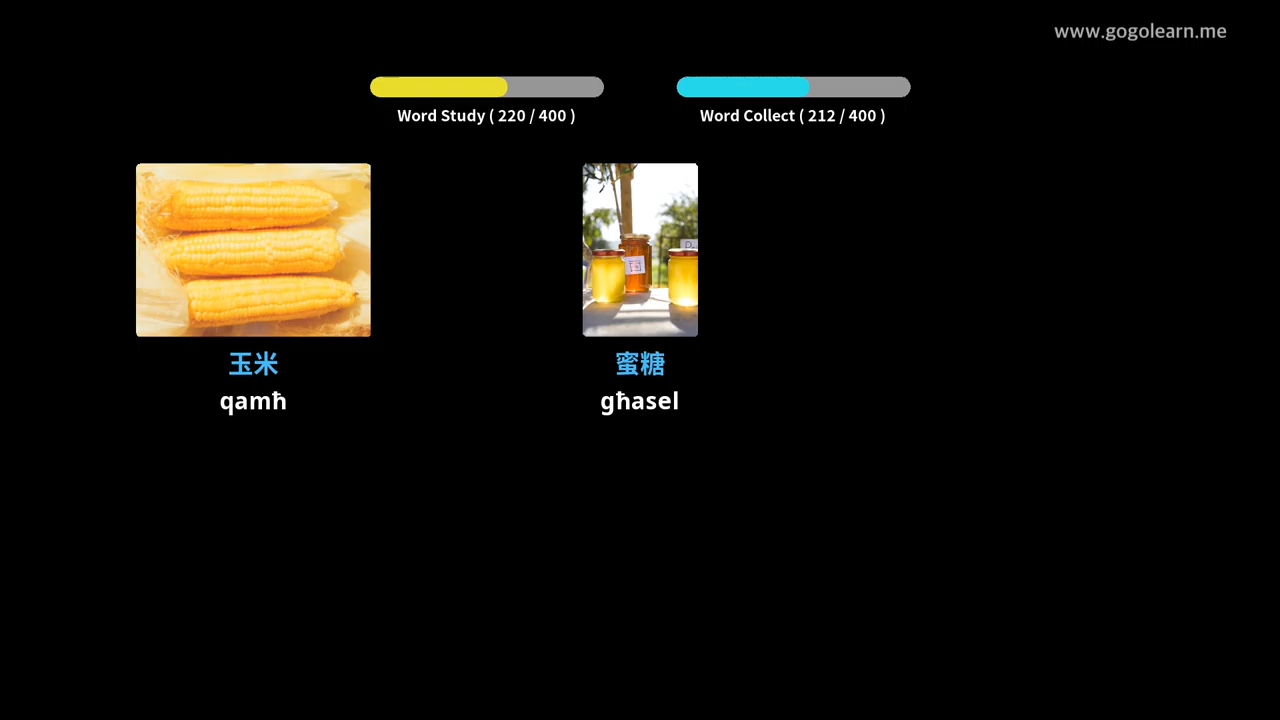 www.gogolearn.me
Word Study ( 220 / 400 )
Word Collect ( 212 / 400 )
玉米
qamħ
蜜糖
għasel